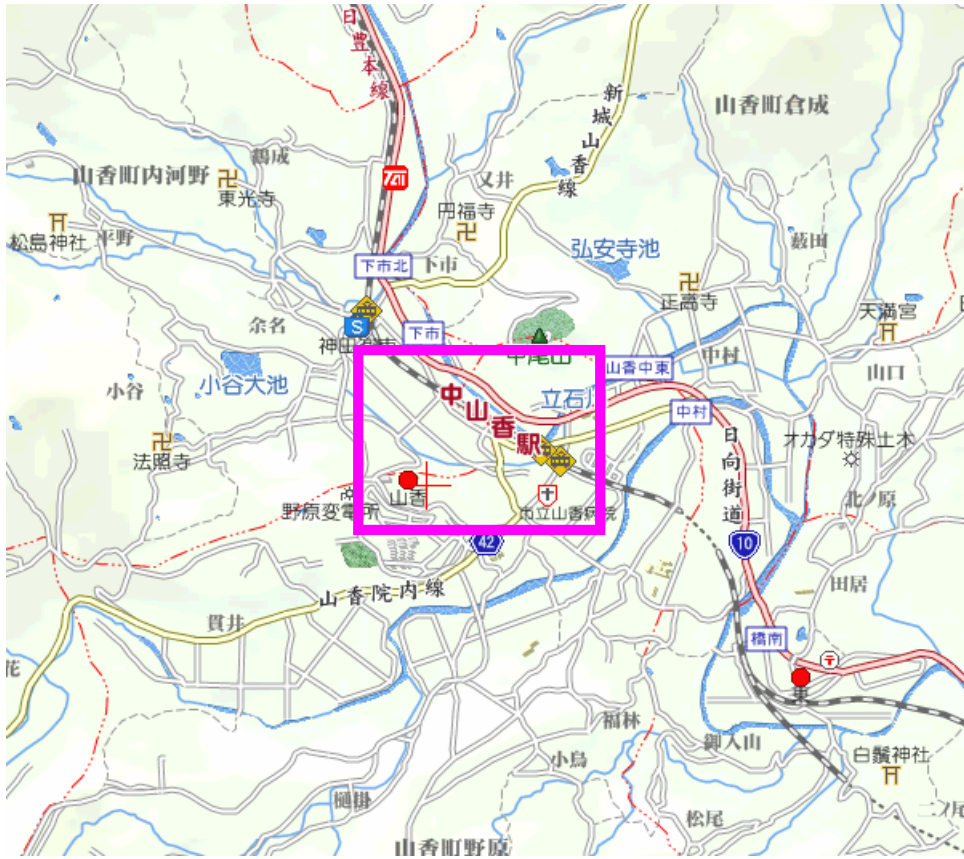 日豊本線
新城山香線
山香町倉成
鶴成
山香町内河野
東光寺
又井
円福寺
松島神社
平野
下市北
下市
弘安寺池
藪田
正高寺
天満宮
余名
S
下市
中尾山
中村
小谷
小谷大池
山香中東
山口
立石
中山香駅
中村
日向街道
オカダ特殊土木
法照寺
山香
野原変電所
市立山香病院
北ノ原
42
10
山香院内線
田居
貫井
橋南
花
東
福林
御入山
小鳥
白鬚神社
樋掛
松尾
二ノ尾
山香町野原